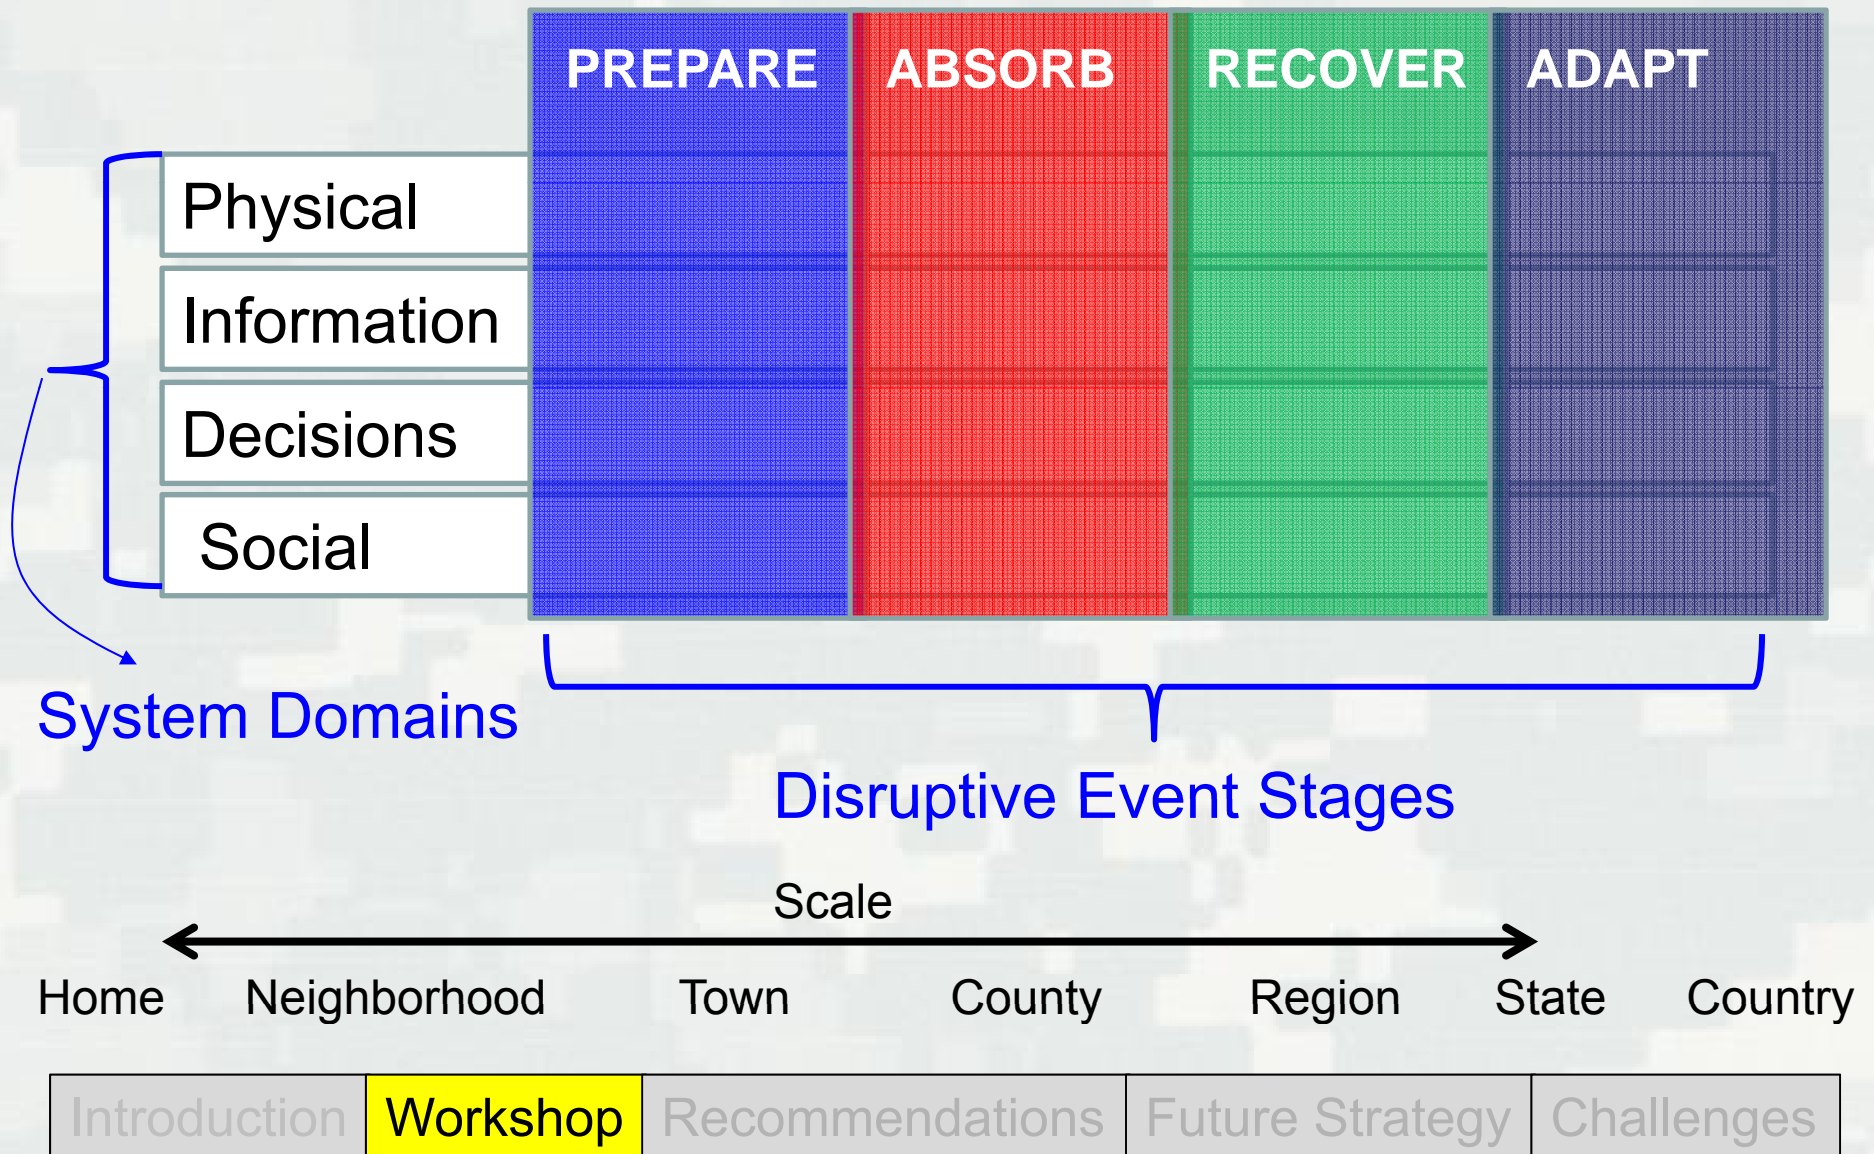 PREPARE ABSORB RECOVER ADAPT
Physical
Information
Decisions
Social
System Domains
Disruptive Event Stages
Scale
Home Neighborhood Town County Region State Country
Introduction Workshop Recommendations Future Strategy Challenges